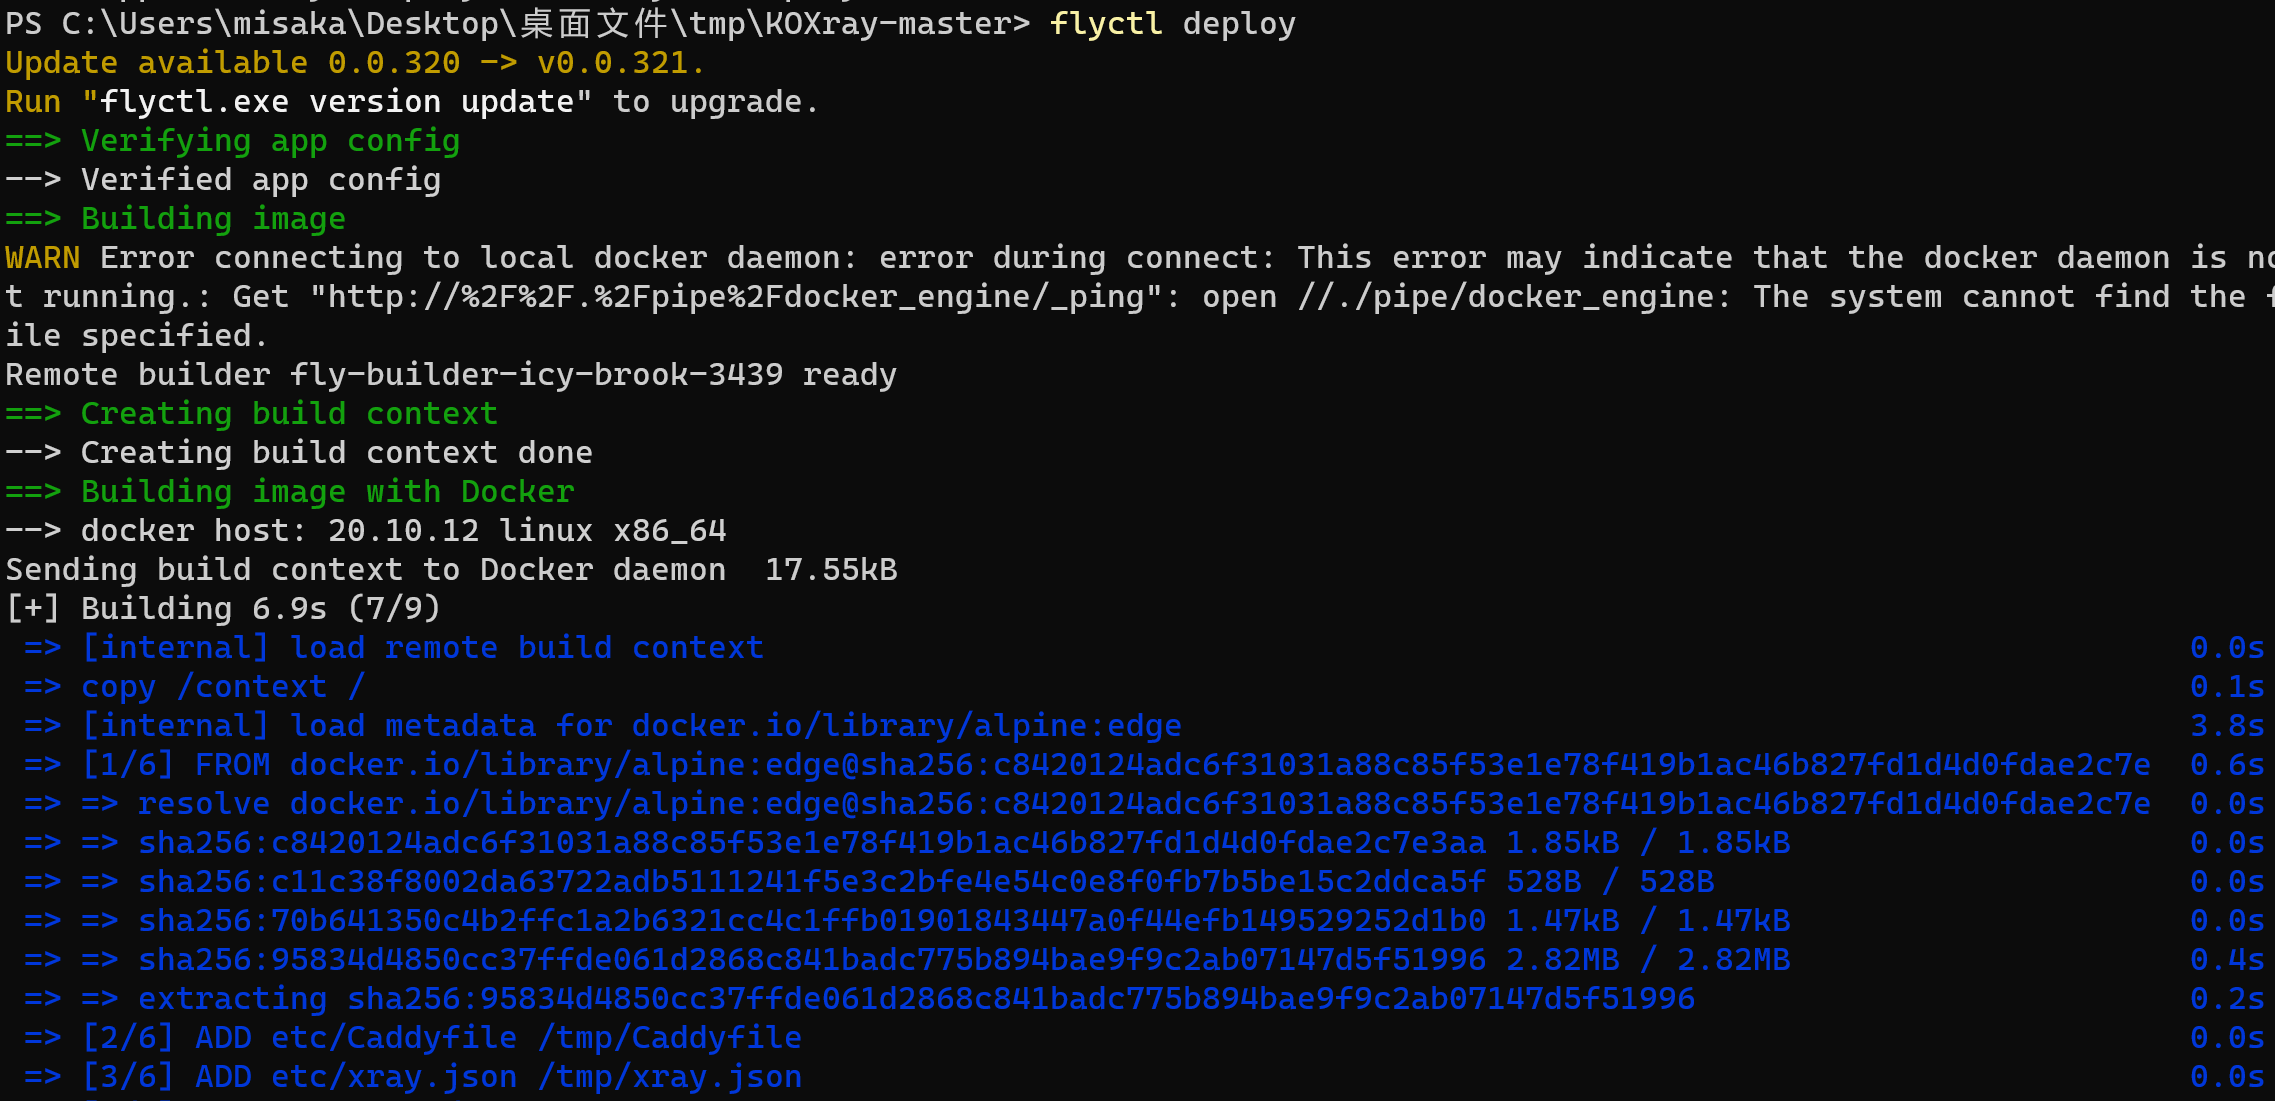 PS C:\Users\misaka\Desktop\桌面文件\tmp\KOXray-master> flyctl deploy
Update available 0.0.320 -> v0.0.321.
Run "flyctl.exe version update" to upgrade.
==> Verifying app config
--> Verified app config
==> Building image
WARN Error connecting to local docker daemon: error during connect: This error may indicate that the docker daemon is no
t running.: Get "http://%2F%2F.%2Fpipe%2Fdocker_engine/_ping": open //./pipe/docker_engine: The system cannot find the f
ile specified.
Remote builder fly-builder-icy-brook-3439 ready
==> Creating build context
--> Creating build context done
==> Building image with Docker
--> docker host: 20.10.12 linux x86_64
Sending build context to Docker daemon  17.55kB
[+] Building 6.9s (7/9)
=> [internal] load remote build context 0.0s
=> copy /context / 0.1s
=> [internal] load metadata for docker.io/library/alpine:edge 3.8s
=> [1/6] FROM docker.io/library/alpine:edge@sha256:c8420124adc6f31031a88c85f53e1e78f419b1ac46b827fd1d4d0fdae2c7e 0.6s
=> => resolve docker.io/library/alpine:edge@sha256:c8420124adc6f31031a88c85f53e1e78f419b1ac46b827fd1d4d0fdae2c7e 0.0s
=> => sha256:c8420124adc6f31031a88c85f53e1e78f419b1ac46b827fd1d4d0fdae2c7e3aa 1.85kB / 1.85kB 0.0s
=> => sha256:c11c38f8002da63722adb5111241f5e3c2bfe4e54c0e8f0fb7b5be15c2ddca5f 528B / 528B 0.0s
=> => sha256:70b641350c4b2ffc1a2b6321cc4c1ffb01901843447a0f44efb149529252d1b0 1.47kB / 1.47kB 0.0s
=> => sha256:95834d4850cc37ffde061d2868c841badc775b894bae9f9c2ab07147d5f51996 2.82MB / 2.82MB 0.4s
=> => extracting sha256:95834d4850cc37ffde061d2868c841badc775b894bae9f9c2ab07147d5f51996 0.2s
=> [2/6] ADD etc/Caddyfile /tmp/Caddyfile 0.0s
=> [3/6] ADD etc/xray.json /tmp/xray.json 0.0s